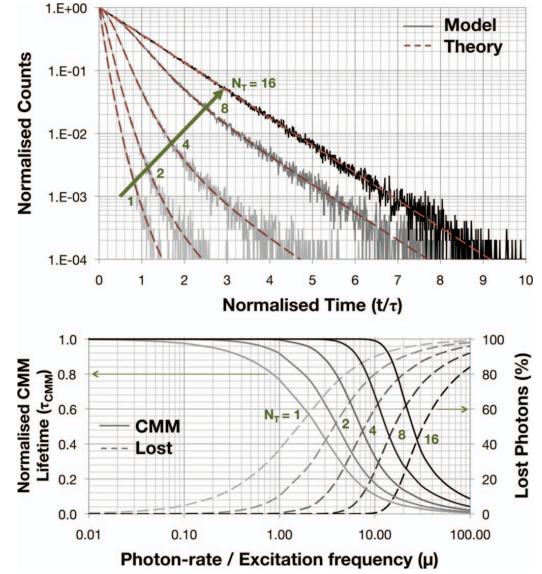 1.E+00
1.E-01
1.E-02
1.E-03
1.E-04
Normalised Counts
Model
Theory
N_T = 16
8
4
2
1
0 1 2 3 4 5 6 7 8 9 10
Normalised Time (t/τ)
1.0
0.8
0.6
0.4
0.2
0.0
Normalised CMM
Lifetime (τ_CMM)
N_T = 1
2
4
8
16
CMM
Lost
100
80
60
40
20
0
Lost Photons (%)
0.01 0.10 1.00 10.00 100.00
Photon-rate / Excitation frequency (μ)